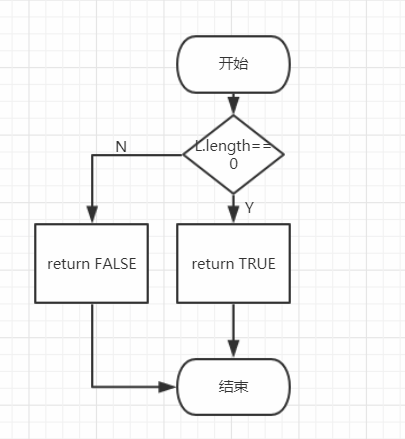 开始
L.length==
0
N
Y
return FALSE
return TRUE
结束